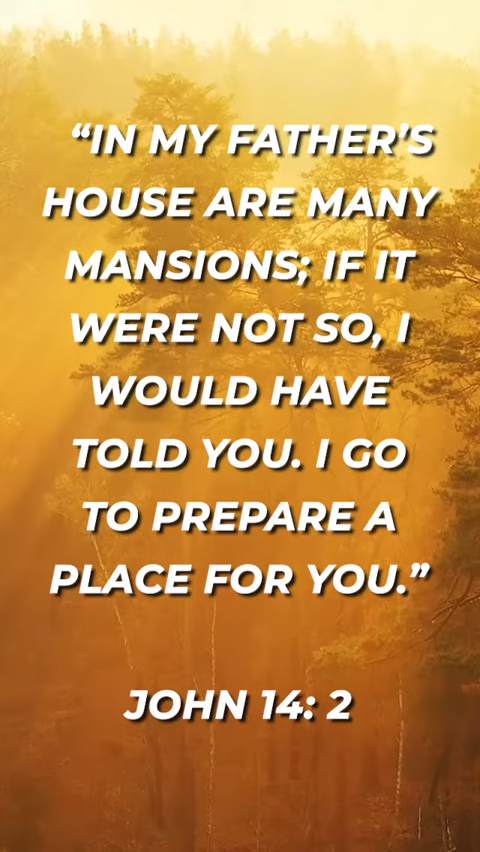 “IN MY FATHER’S
HOUSE ARE MANY
MANSIONS; IF IT
WERE NOT SO, I
WOULD HAVE
TOLD YOU. I GO
TO PREPARE A
PLACE FOR YOU.”
JOHN 14: 2